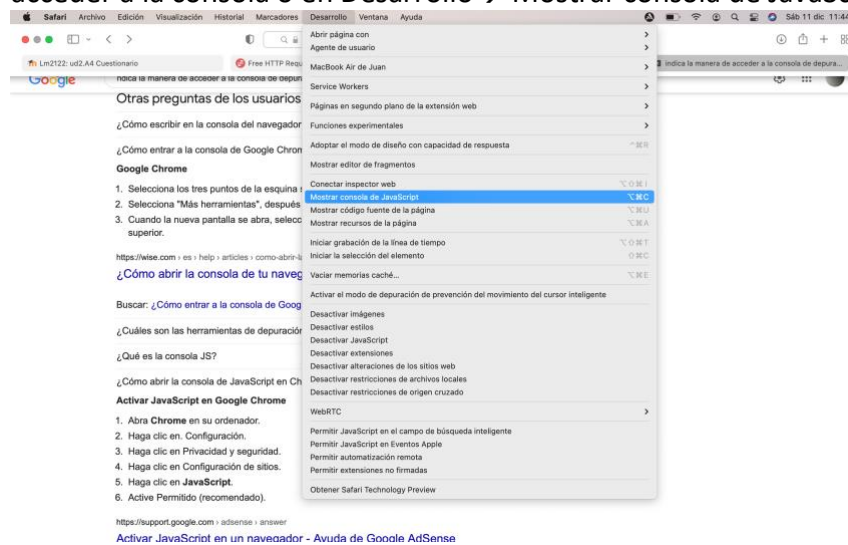 acceder a la consola o en Desarrollo → Mostrar consola de JavaSc
Safari Archivo Edición Visualización Historial Marcadores Desarrollo Ventana Ayuda Sáb 11 dic 11:44
Lm2122: ud2.A4 Cuestionario Free HTTP Requ indica la manera de acceder a la consola de depura...
Google indica la manera de acceder a la consola de depur
Otras preguntas de los usuarios
¿Cómo escribir en la consola del navegador
¿Cómo entrar a la consola de Google Chron
Google Chrome
1. Selecciona los tres puntos de la esquina
2. Selecciona "Más herramientas", después
3. Cuando la nueva pantalla se abra, selecc
superior.
https://wise.com › es › help › articles › como-abrir-la
¿Cómo abrir la consola de tu naveg
Buscar: ¿Cómo entrar a la consola de Goog
¿Cuáles son las herramientas de depuración
¿Qué es la consola JS?
¿Cómo abrir la consola de JavaScript en Ch
Activar JavaScript en Google Chrome
1. Abra Chrome en su ordenador.
2. Haga clic en. Configuración.
3. Haga clic en Privacidad y seguridad.
4. Haga clic en Configuración de sitios.
5. Haga clic en JavaScript.
6. Active Permitido (recomendado).
https://support.google.com › adsense › answer
Activar JavaScript en un navegador - Ayuda de Google AdSense
Abrir página con
Agente de usuario
MacBook Air de Juan
Service Workers
Páginas en segundo plano de la extensión web
Funciones experimentales
Adoptar el modo de diseño con capacidad de respuesta ^⌘R
Mostrar editor de fragmentos
Conectar inspector web ⌥⇧⌘I
Mostrar consola de JavaScript ⌥⌘C
Mostrar código fuente de la página ⌥⌘U
Mostrar recursos de la página ⌥⌘A
Iniciar grabación de la línea de tiempo ⌥⇧⌘T
Iniciar la selección del elemento ⇧⌘C
Vaciar memorias caché... ⌥⌘E
Activar el modo de depuración de prevención del movimiento del cursor inteligente
Desactivar imágenes
Desactivar estilos
Desactivar JavaScript
Desactivar extensiones
Desactivar alteraciones de los sitios web
Desactivar restricciones de archivos locales
Desactivar restricciones de origen cruzado
WebRTC
Permitir JavaScript en el campo de búsqueda inteligente
Permitir JavaScript en Eventos Apple
Permitir automatización remota
Permitir extensiones no firmadas
Obtener Safari Technology Preview